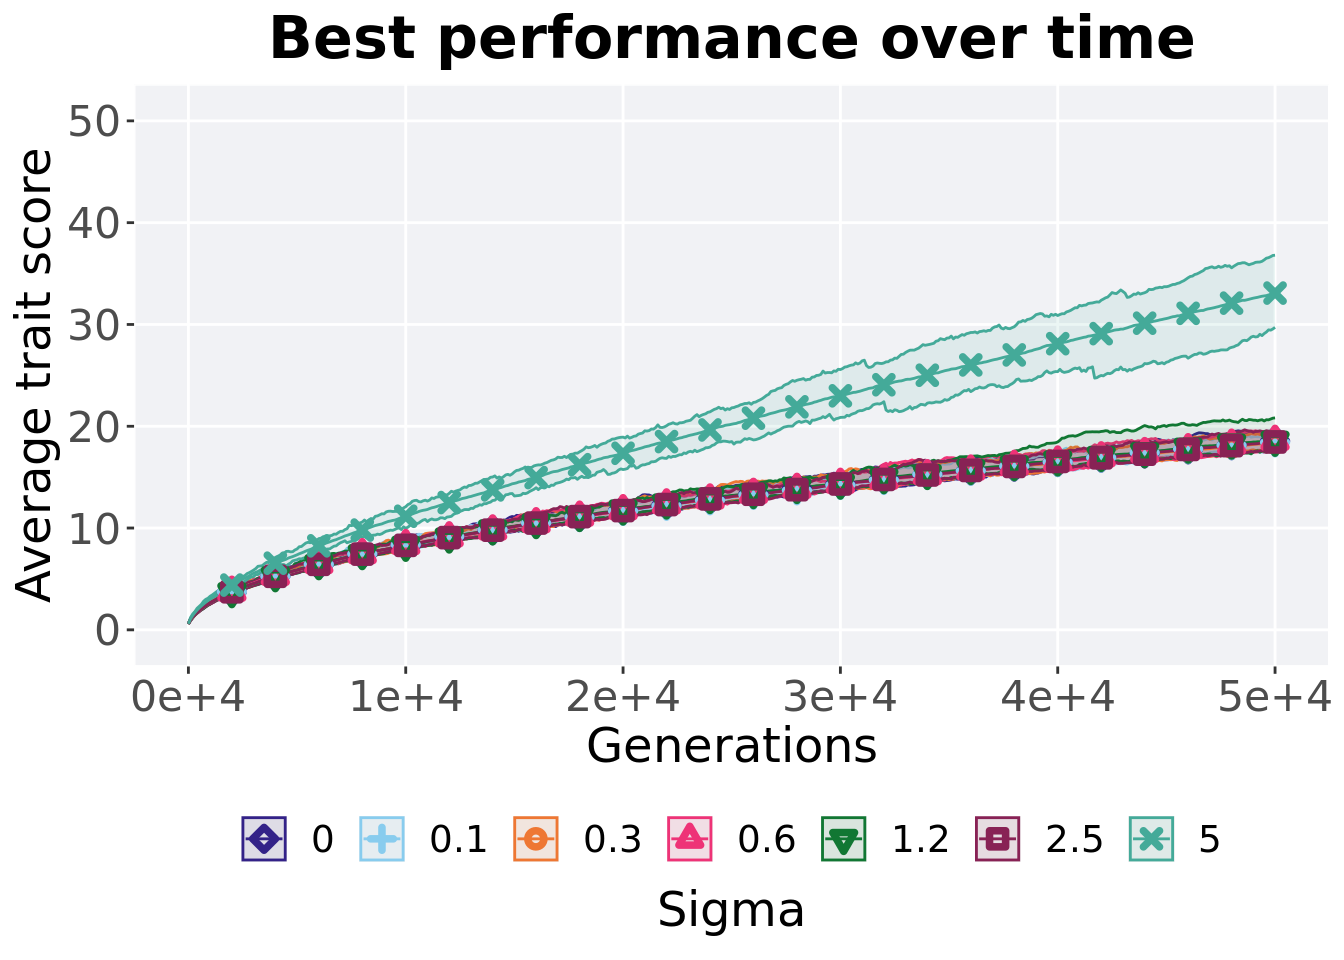 Best performance over time
Average trait score
50
40
30
20
10
0
0e+4 1e+4 2e+4 3e+4 4e+4 5e+4
Generations
0 0.1 0.3 0.6 1.2 2.5 5
Sigma